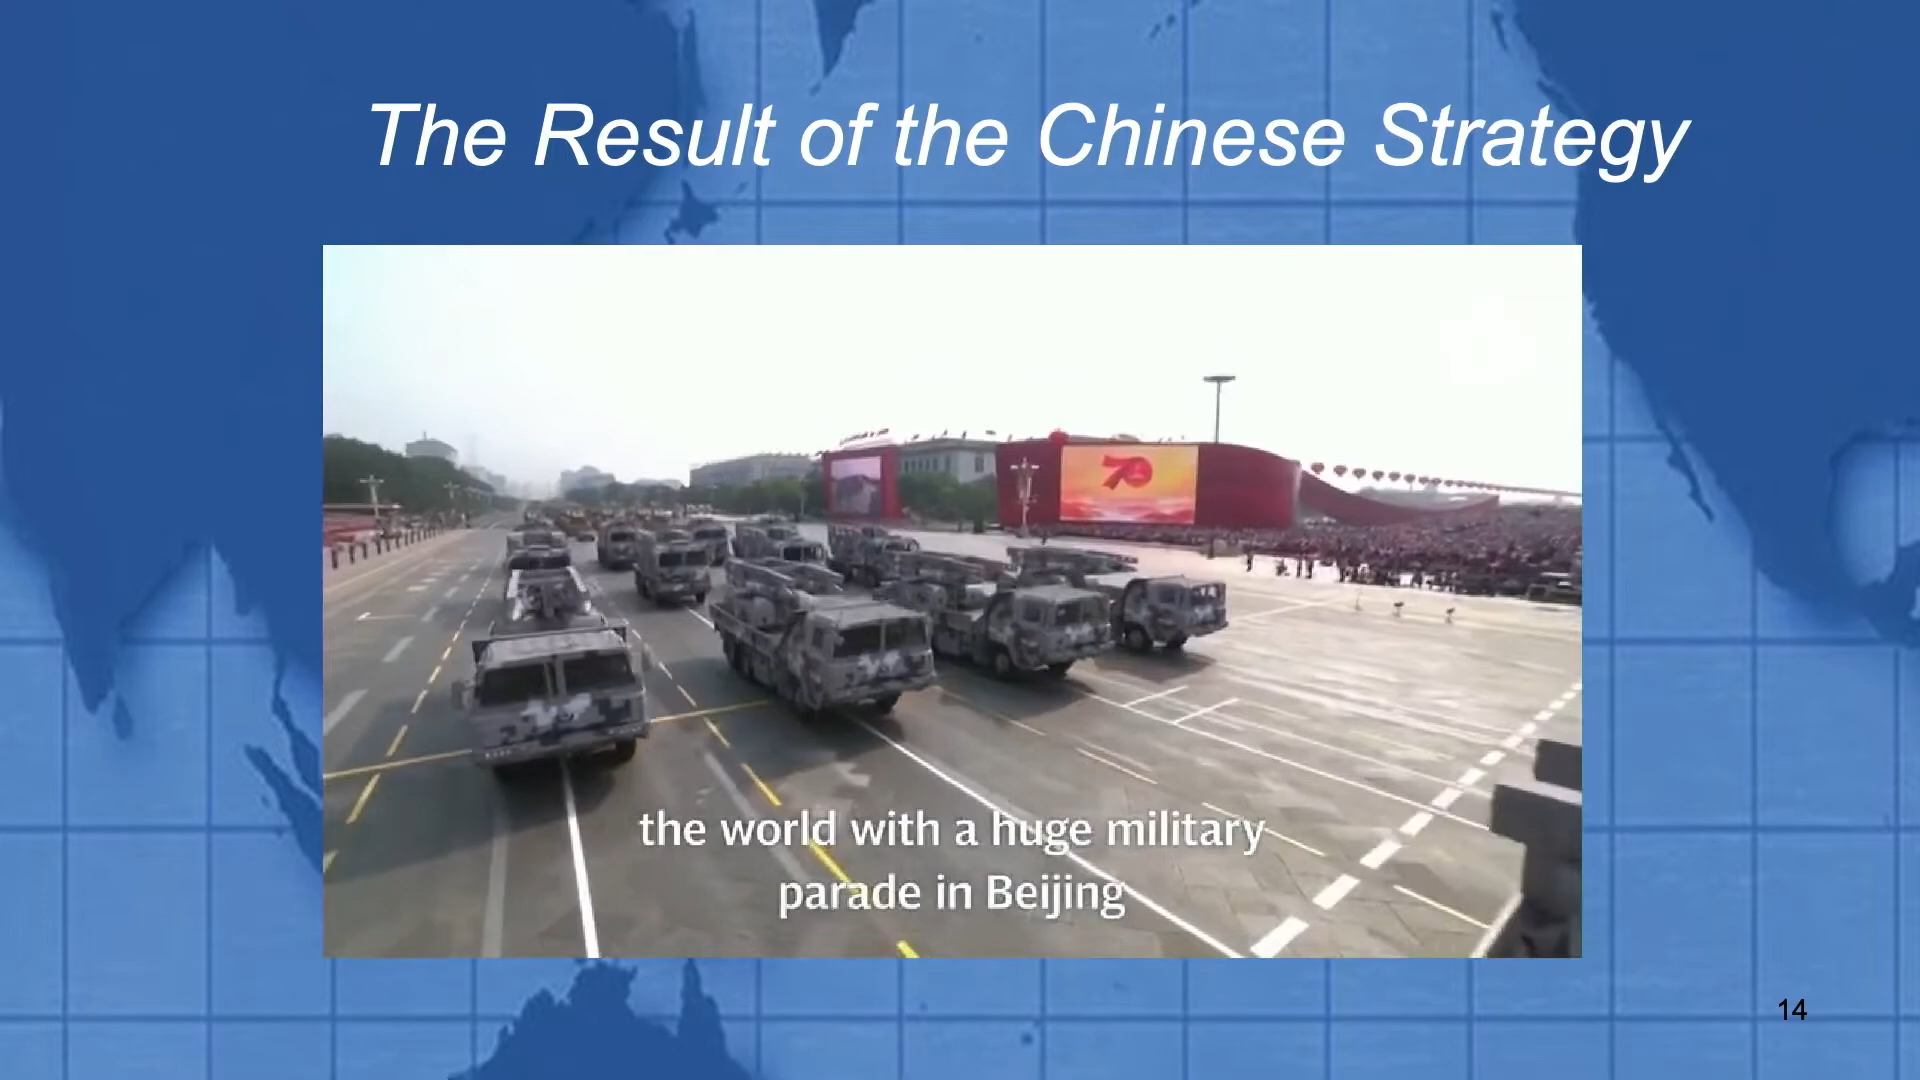 The Result of the Chinese Strategy
70
the world with a huge military
parade in Beijing
14